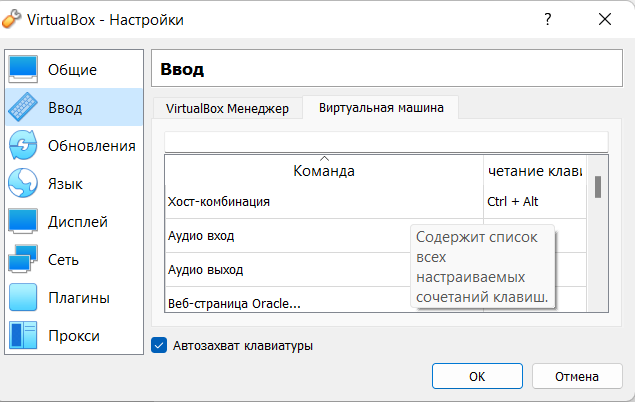 VirtualBox - Настройки
?
Общие
Ввод
Обновления
Язык
Дисплей
Сеть
Плагины
Прокси
Ввод
VirtualBox Менеджер
Виртуальная машина
Команда
четание клави
Хост-комбинация
Ctrl + Alt
Аудио вход
Аудио выход
Веб-страница Oracle...
Содержит список
всех
настраиваемых
сочетаний клавиш.
Автозахват клавиатуры
ОК
Отмена